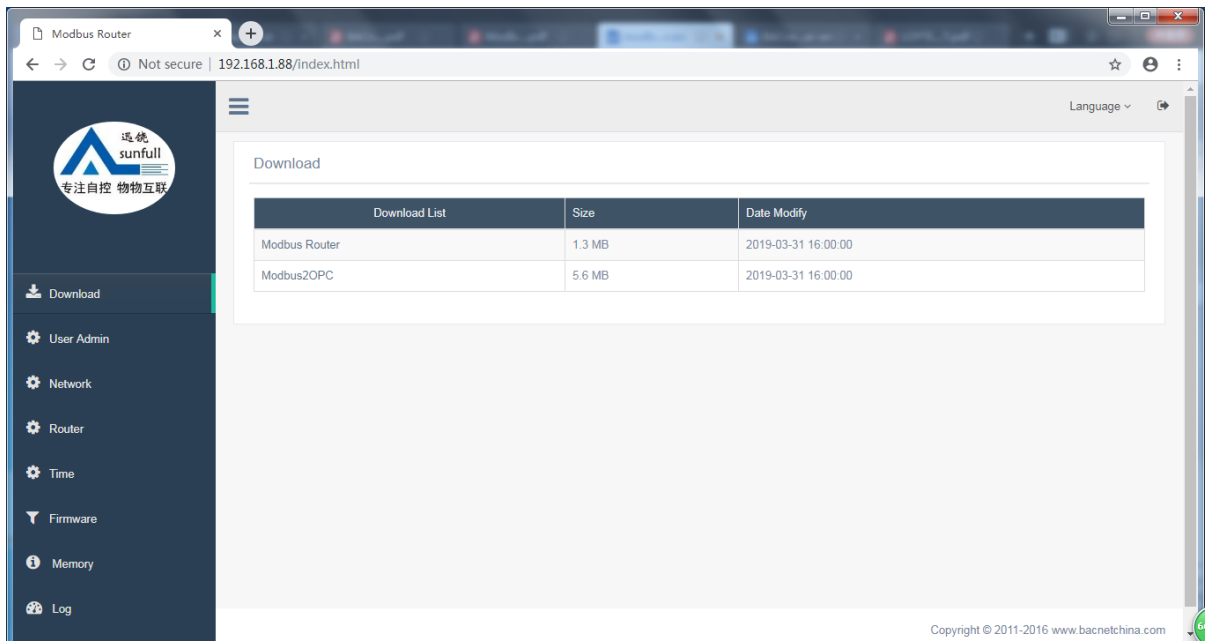 Modbus Router
Not secure | 192.168.1.88/index.html
Language
迅饶
sunfull
专注自控 物物互联
Download
Download List Size Date Modify
Modbus Router 1.3 MB 2019-03-31 16:00:00
Modbus2OPC 5.6 MB 2019-03-31 16:00:00
Download
User Admin
Network
Router
Time
Firmware
Memory
Log
Copyright © 2011-2016 www.bacnetchina.com